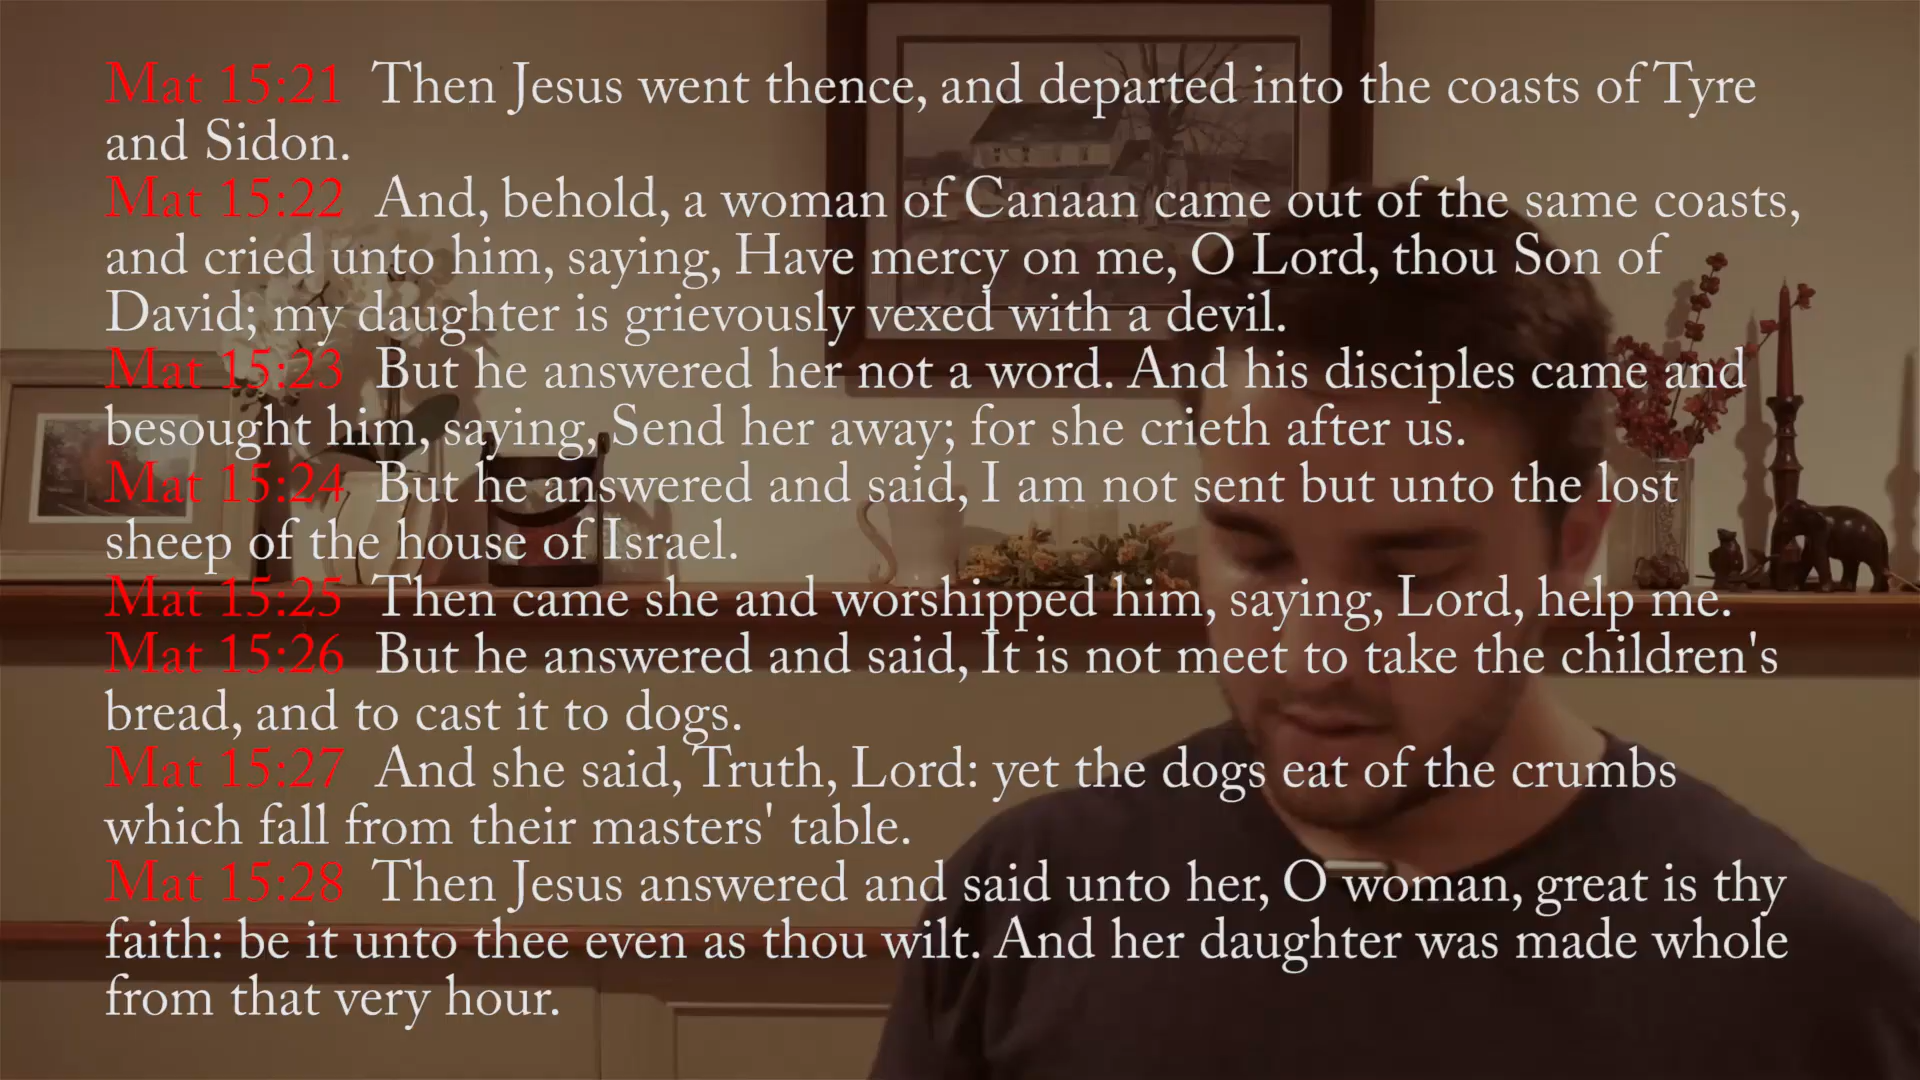 Mat 15:21 Then Jesus went thence, and departed into the coasts of Tyre
and Sidon.
Mat 15:22 And, behold, a woman of Canaan came out of the same coasts,
and cried unto him, saying, Have mercy on me, O Lord, thou Son of
David; my daughter is grievously vexed with a devil.
Mat 15:23 But he answered her not a word. And his disciples came and
besought him, saying, Send her away; for she crieth after us.
Mat 15:24 But he answered and said, I am not sent but unto the lost
sheep of the house of Israel.
Mat 15:25 Then came she and worshipped him, saying, Lord, help me.
Mat 15:26 But he answered and said, It is not meet to take the children's
bread, and to cast it to dogs.
Mat 15:27 And she said, Truth, Lord: yet the dogs eat of the crumbs
which fall from their masters' table.
Mat 15:28 Then Jesus answered and said unto her, O woman, great is thy
faith: be it unto thee even as thou wilt. And her daughter was made whole
from that very hour.